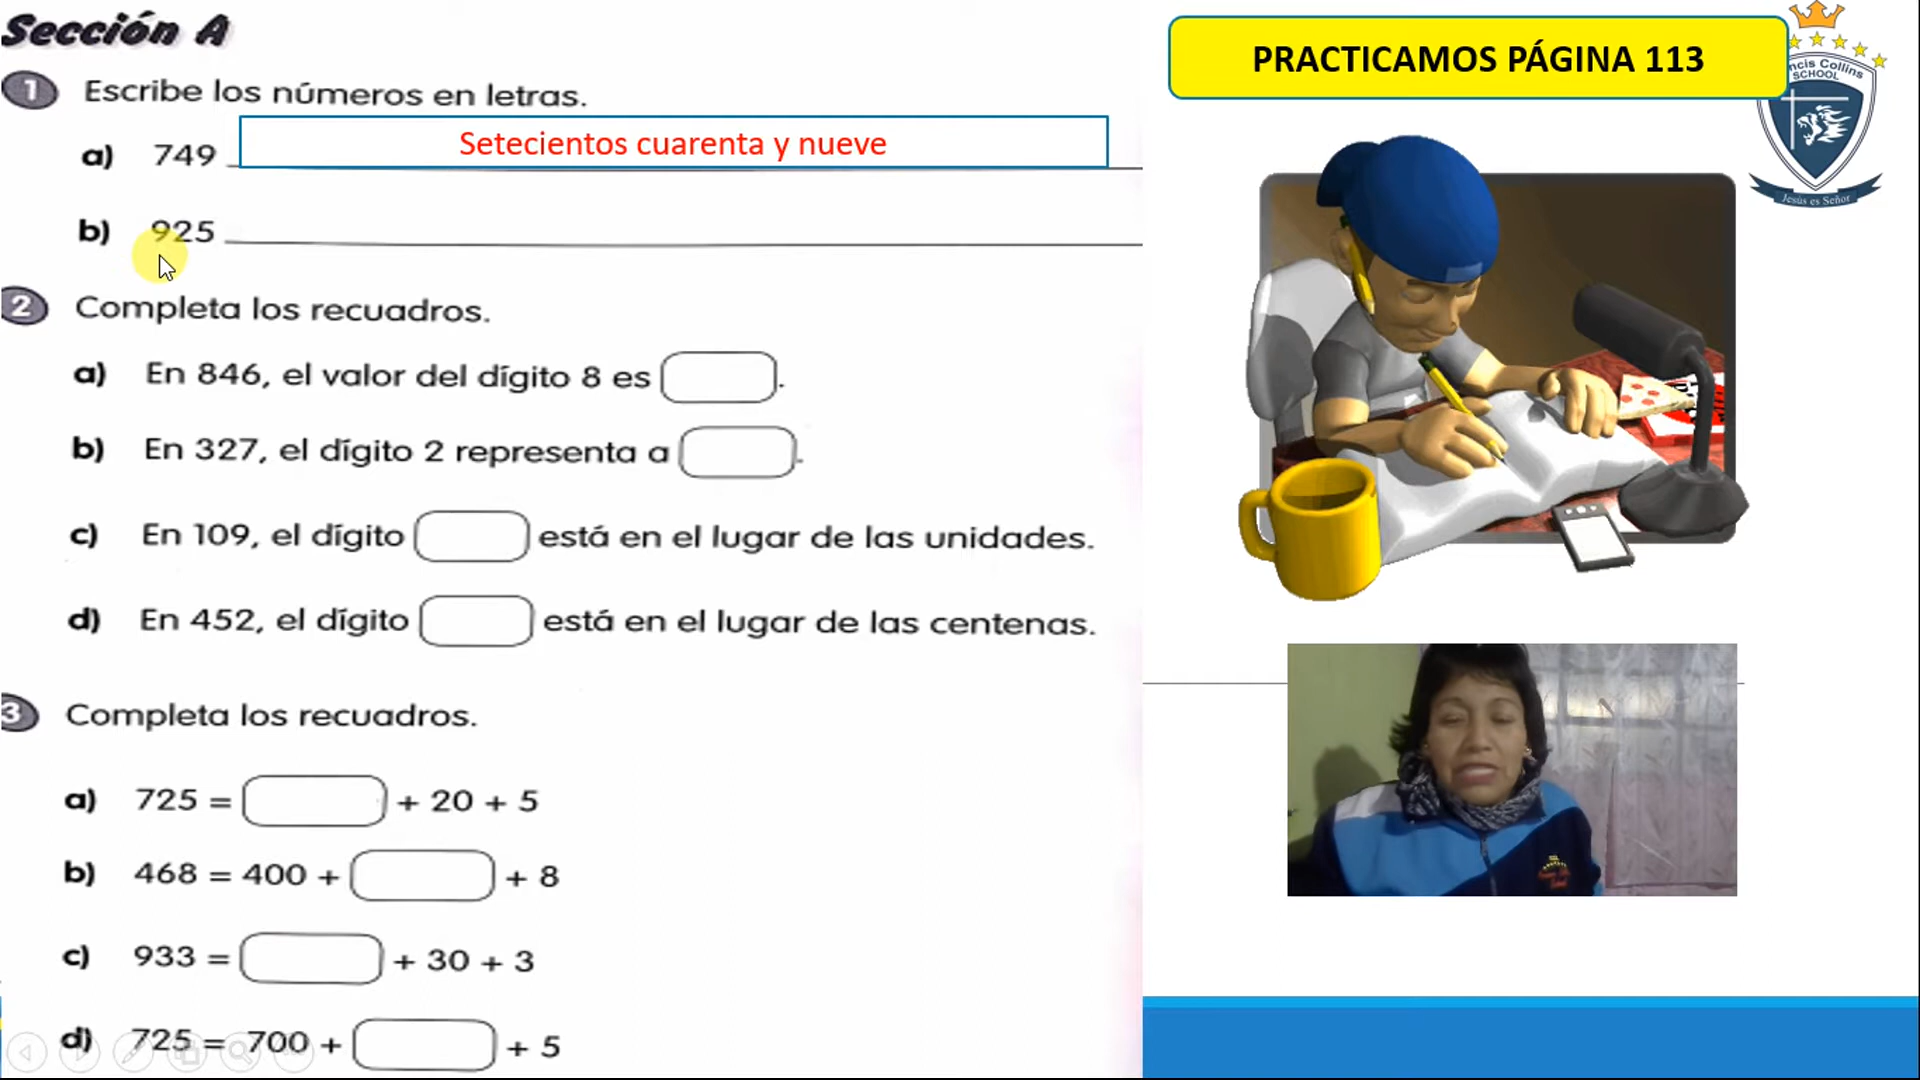 Sección A
1 Escribe los números en letras.
a) 749 Setecientos cuarenta y nueve
b) 925
2 Completa los recuadros.
a) En 846, el valor del dígito 8 es .
b) En 327, el dígito 2 representa a .
c) En 109, el dígito está en el lugar de las unidades.
d) En 452, el dígito está en el lugar de las centenas.
3 Completa los recuadros.
a) 725 = + 20 + 5
b) 468 = 400 + + 8
c) 933 = + 30 + 3
d) 725 = 700 + + 5
PRACTICAMOS PÁGINA 113
ncis Collins
SCHOOL
Jesús es Señor